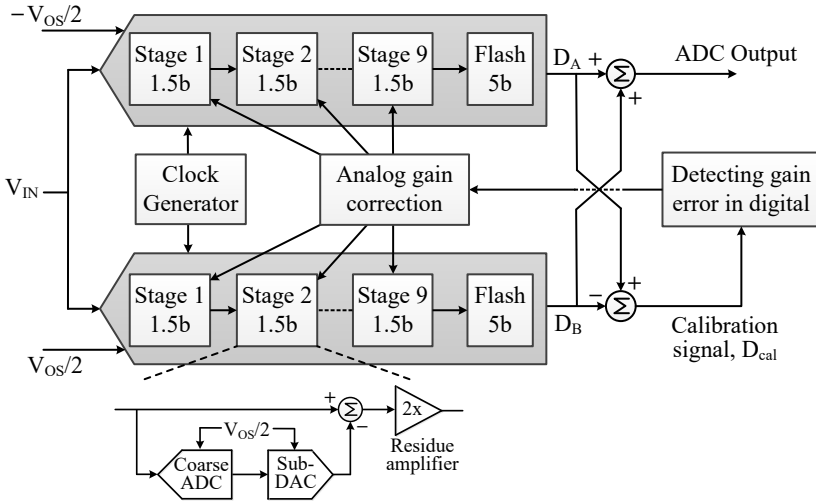 −V_OS/2
Stage 1
1.5b
Stage 2
1.5b
Stage 9
1.5b
Flash
5b
D_A
+
Σ
+
ADC Output
V_IN
Clock
Generator
Analog gain
correction
Detecting gain
error in digital
Stage 1
1.5b
Stage 2
1.5b
Stage 9
1.5b
Flash
5b
D_B
−
Σ
+
Calibration
signal, D_cal
V_OS/2
+
Σ
−
2x
Residue
amplifier
V_OS/2
Coarse
ADC
Sub-
DAC